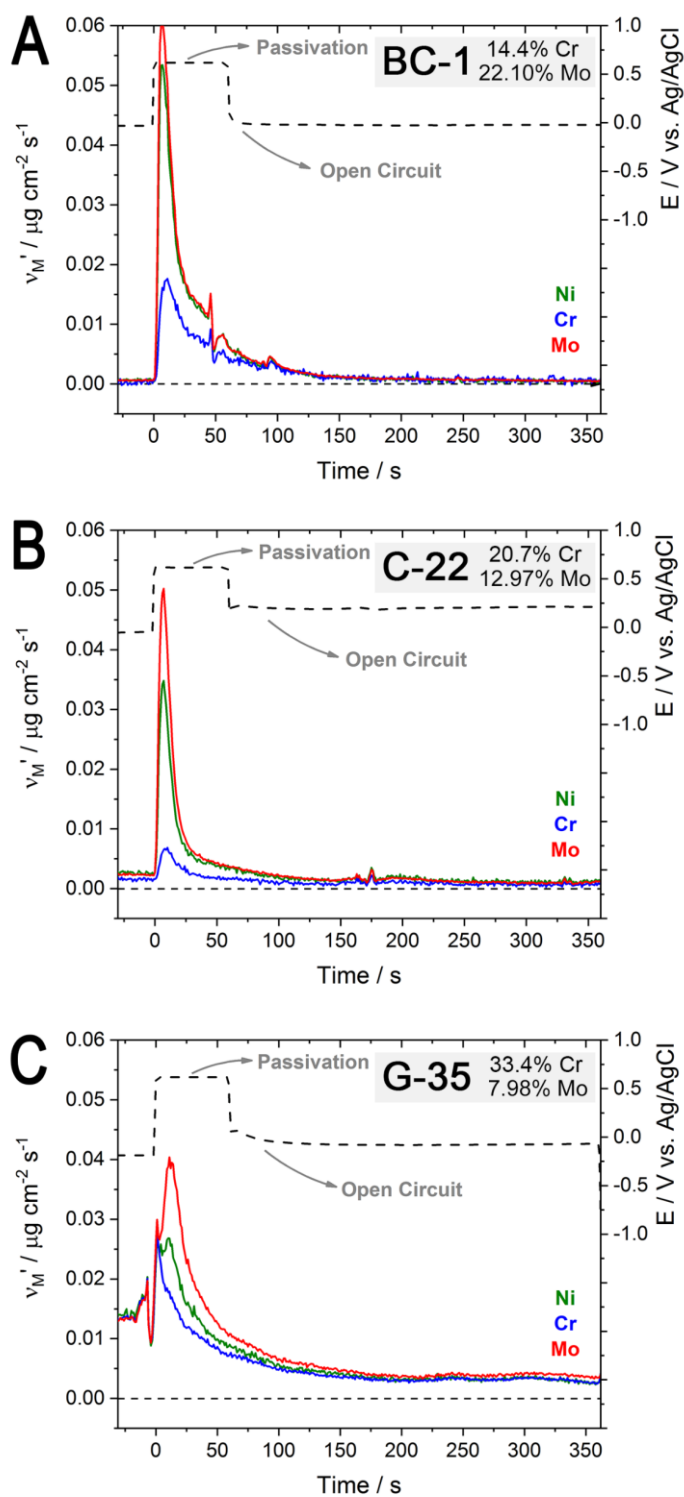 A
0.06
0.05
0.04
0.03
0.02
0.01
0.00
νM' / μg cm-2 s-1
Passivation
BC-1
14.4% Cr
22.10% Mo
Open Circuit
Ni
Cr
Mo
1.0
0.5
0.0
-0.5
-1.0
E / V vs. Ag/AgCl
0 50 100 150 200 250 300 350
Time / s
B
0.06
0.05
0.04
0.03
0.02
0.01
0.00
νM' / μg cm-2 s-1
Passivation
C-22
20.7% Cr
12.97% Mo
Open Circuit
Ni
Cr
Mo
1.0
0.5
0.0
-0.5
-1.0
E / V vs. Ag/AgCl
0 50 100 150 200 250 300 350
Time / s
C
0.06
0.05
0.04
0.03
0.02
0.01
0.00
νM' / μg cm-2 s-1
Passivation
G-35
33.4% Cr
7.98% Mo
Open Circuit
Ni
Cr
Mo
1.0
0.5
0.0
-0.5
-1.0
E / V vs. Ag/AgCl
0 50 100 150 200 250 300 350
Time / s